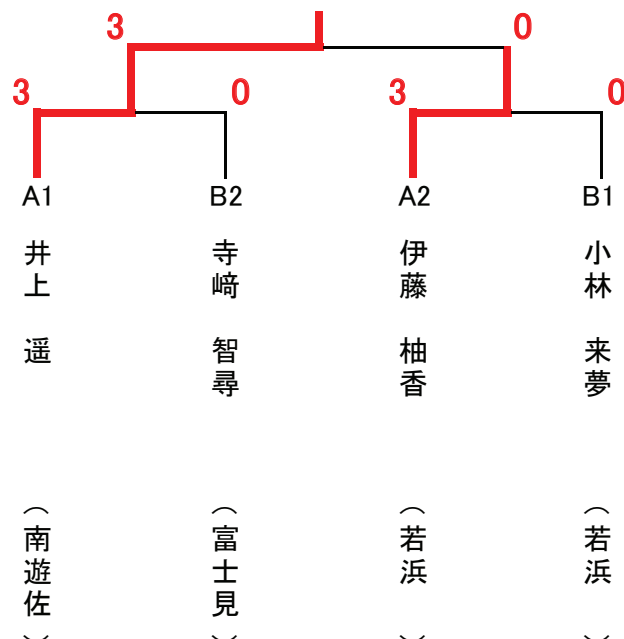 3 0
3 0 3 0
A1 B2 A2 B1
井上 遥
寺﨑 智尋
伊藤 柚香
小林 来夢
（南遊佐）
（富士見）
（若浜）
（若浜）